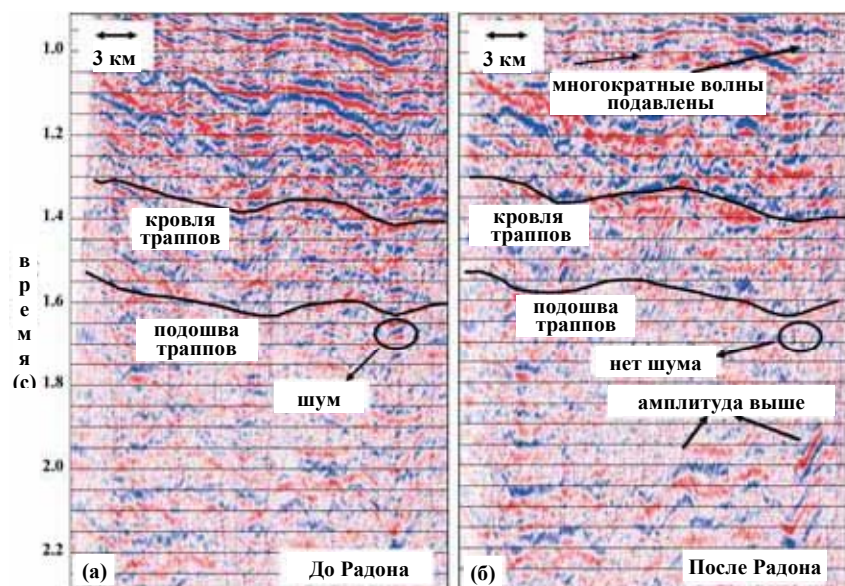 1.0
1.2
1.4
1.6
1.8
2.0
2.2
в
р
е
м
я
(с)
3 км
кровля
траппов
подошва
траппов
шум
(а)
До Радона
3 км
многократные волны
подавлены
кровля
траппов
подошва
траппов
нет шума
амплитуда выше
(б)
После Радона